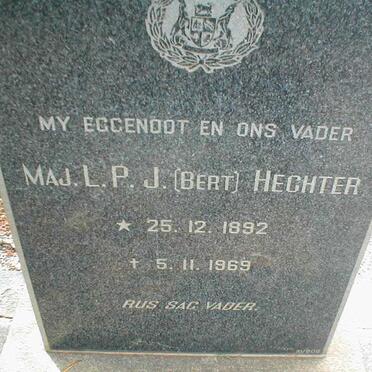 MY EGGENOOT EN ONS VADER
MAJ. L. P. J. (BERT) HECHTER
★ 25. 12. 1892
✝ 5. 11. 1969
RUS SAG VADER.